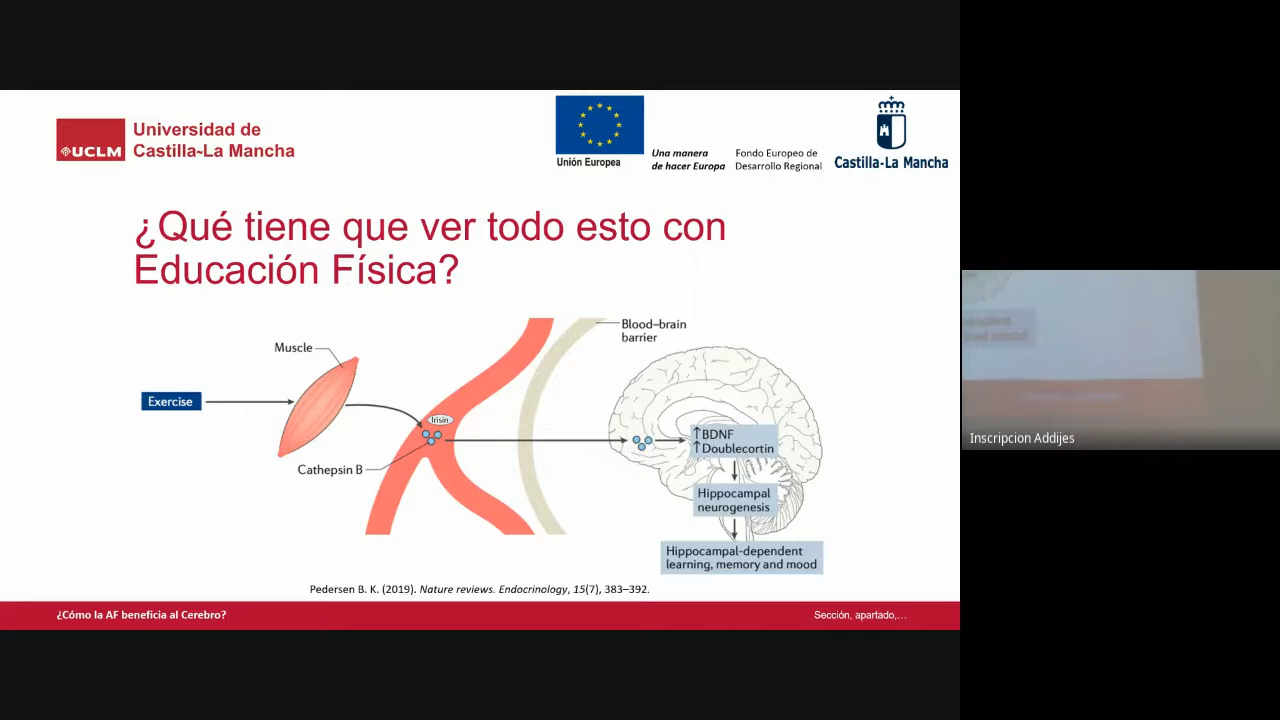 UCLM
Universidad de
Castilla-La Mancha
Unión Europea
Una manera
de hacer Europa
Fondo Europeo de
Desarrollo Regional
Castilla-La Mancha
¿Qué tiene que ver todo esto con
Educación Física?
Blood–brain
barrier
Muscle
Exercise
Irisin
Cathepsin B
↑BDNF
↑Doublecortin
Hippocampal
neurogenesis
Hippocampal-dependent
learning, memory and mood
Pedersen B. K. (2019). Nature reviews. Endocrinology, 15(7), 383–392.
¿Cómo la AF beneficia al Cerebro?
Sección, apartado,...
Inscripcion Addijes